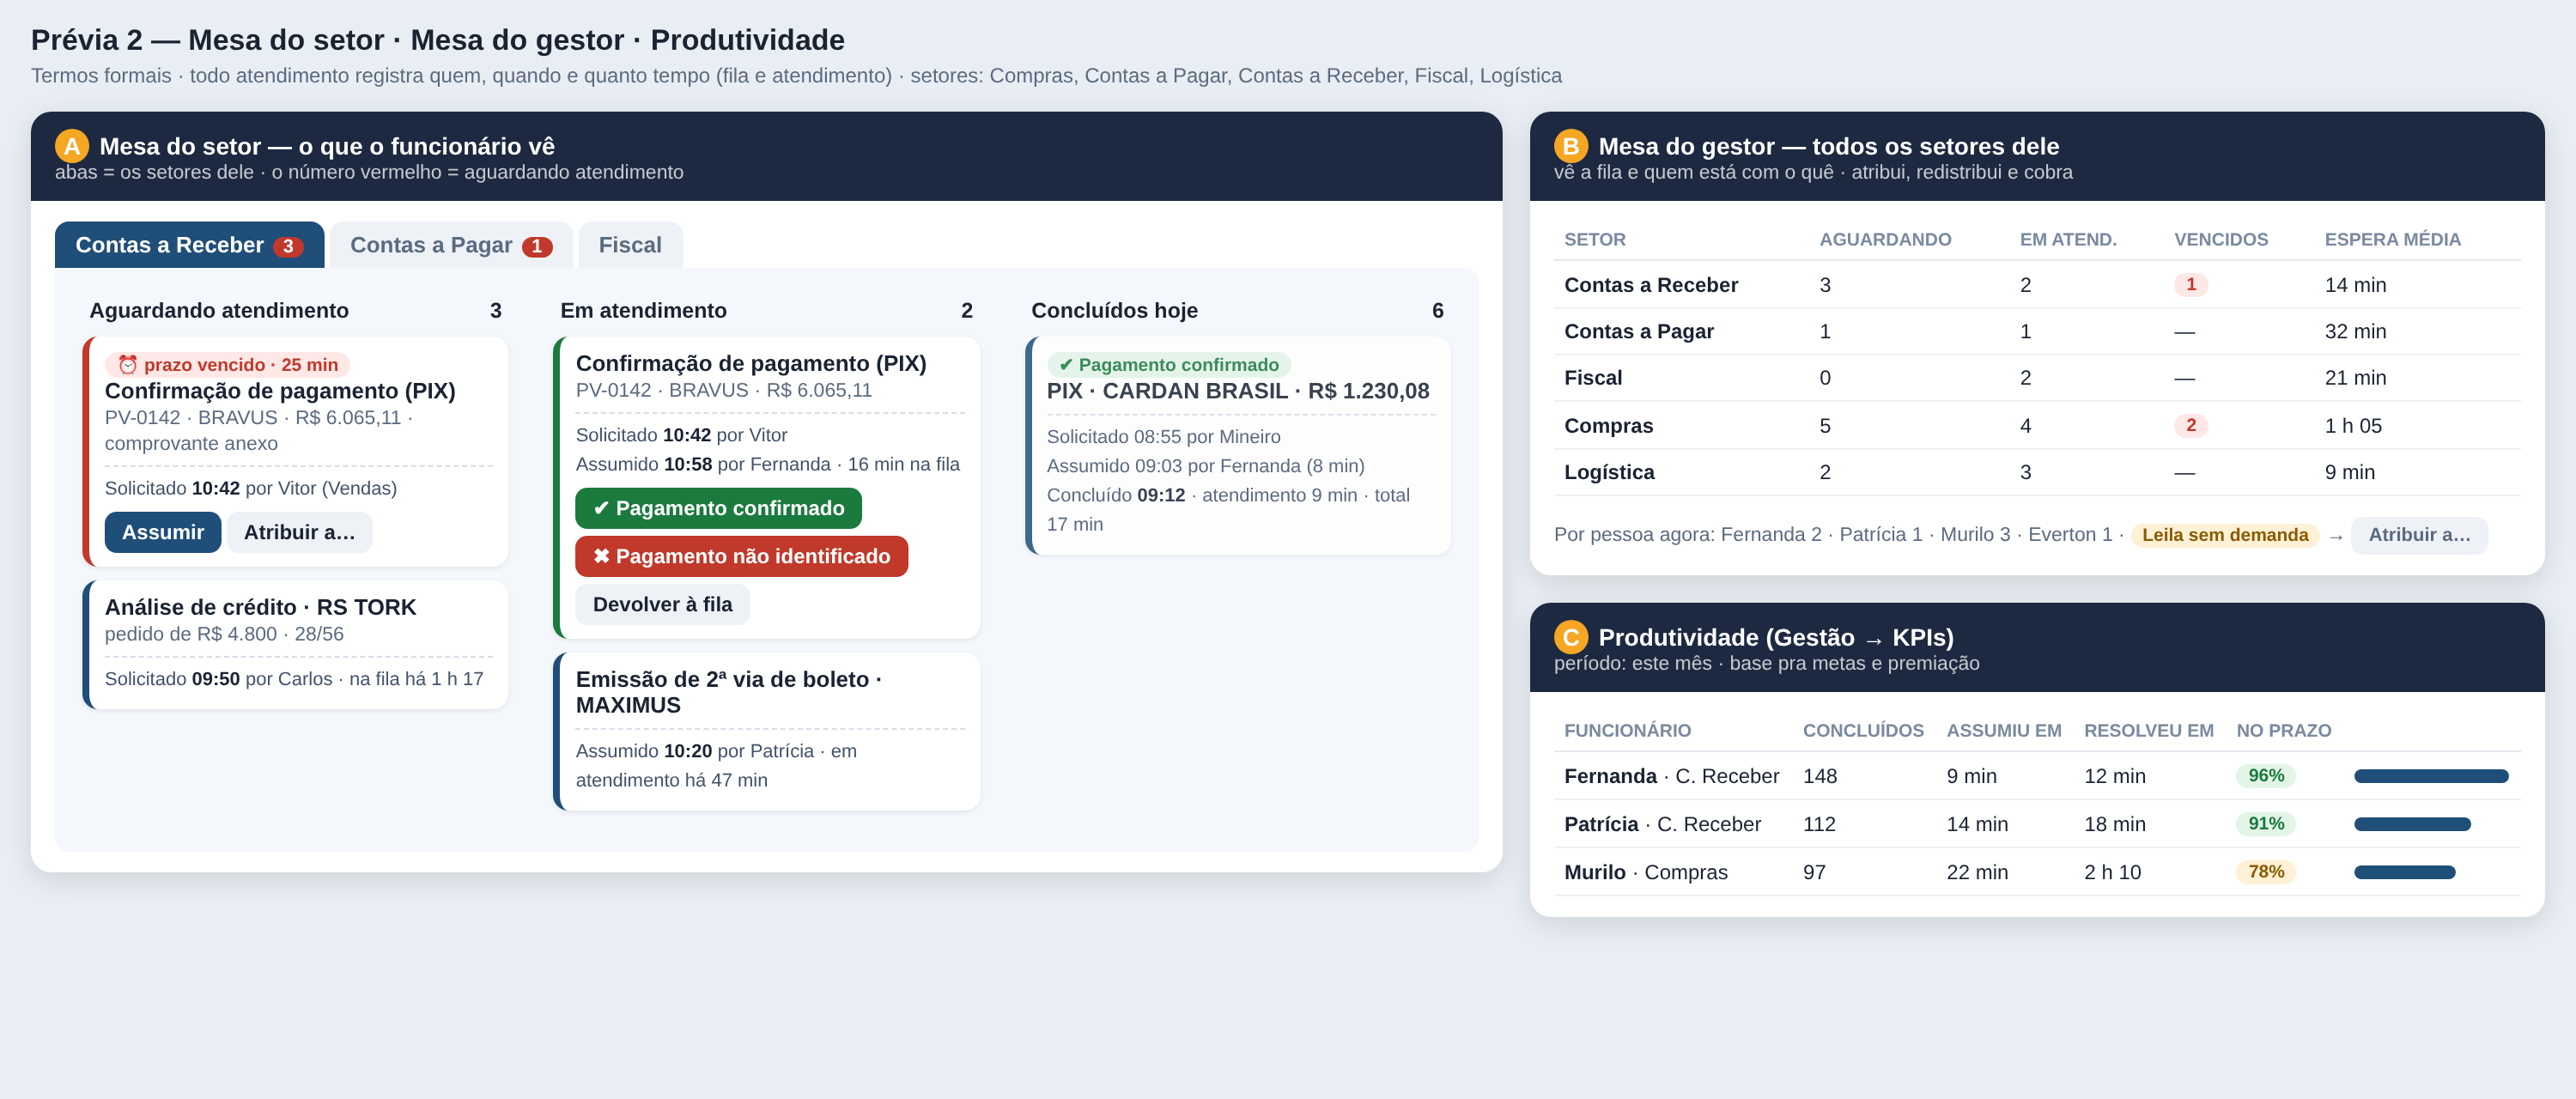 Prévia 2 — Mesa do setor · Mesa do gestor · Produtividade
Termos formais · todo atendimento registra quem, quando e quanto tempo (fila e atendimento) · setores: Compras, Contas a Pagar, Contas a Receber, Fiscal, Logística
A Mesa do setor — o que o funcionário vê
abas = os setores dele · o número vermelho = aguardando atendimento
Contas a Receber 3 Contas a Pagar 1 Fiscal
Aguardando atendimento 3
⏰ prazo vencido · 25 min
Confirmação de pagamento (PIX)
PV-0142 · BRAVUS · R$ 6.065,11 ·
comprovante anexo
Solicitado 10:42 por Vitor (Vendas)
Assumir Atribuir a…
Análise de crédito · RS TORK
pedido de R$ 4.800 · 28/56
Solicitado 09:50 por Carlos · na fila há 1 h 17
Em atendimento 2
Confirmação de pagamento (PIX)
PV-0142 · BRAVUS · R$ 6.065,11
Solicitado 10:42 por Vitor
Assumido 10:58 por Fernanda · 16 min na fila
✔ Pagamento confirmado
✖ Pagamento não identificado
Devolver à fila
Emissão de 2ª via de boleto ·
MAXIMUS
Assumido 10:20 por Patrícia · em
atendimento há 47 min
Concluídos hoje 6
✔ Pagamento confirmado
PIX · CARDAN BRASIL · R$ 1.230,08
Solicitado 08:55 por Mineiro
Assumido 09:03 por Fernanda (8 min)
Concluído 09:12 · atendimento 9 min · total
17 min
B Mesa do gestor — todos os setores dele
vê a fila e quem está com o quê · atribui, redistribui e cobra
SETOR AGUARDANDO EM ATEND. VENCIDOS ESPERA MÉDIA
Contas a Receber 3 2 1 14 min
Contas a Pagar 1 1 — 32 min
Fiscal 0 2 — 21 min
Compras 5 4 2 1 h 05
Logística 2 3 — 9 min
Por pessoa agora: Fernanda 2 · Patrícia 1 · Murilo 3 · Everton 1 · Leila sem demanda → Atribuir a…
C Produtividade (Gestão → KPIs)
período: este mês · base pra metas e premiação
FUNCIONÁRIO CONCLUÍDOS ASSUMIU EM RESOLVEU EM NO PRAZO
Fernanda · C. Receber 148 9 min 12 min 96%
Patrícia · C. Receber 112 14 min 18 min 91%
Murilo · Compras 97 22 min 2 h 10 78%